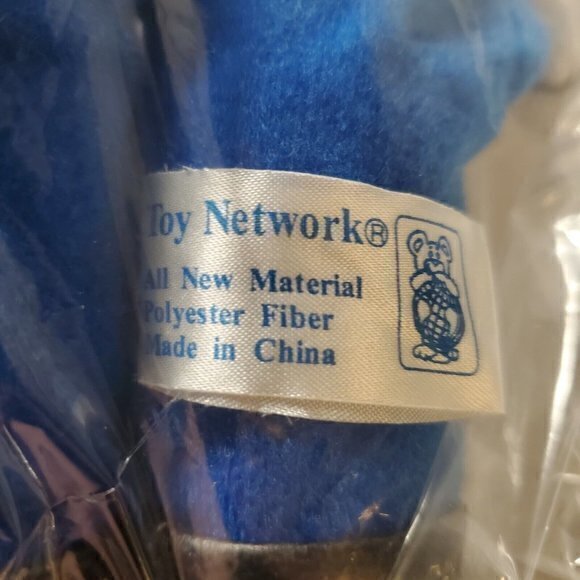 Toy Network®
All New Material
Polyester Fiber
Made in China